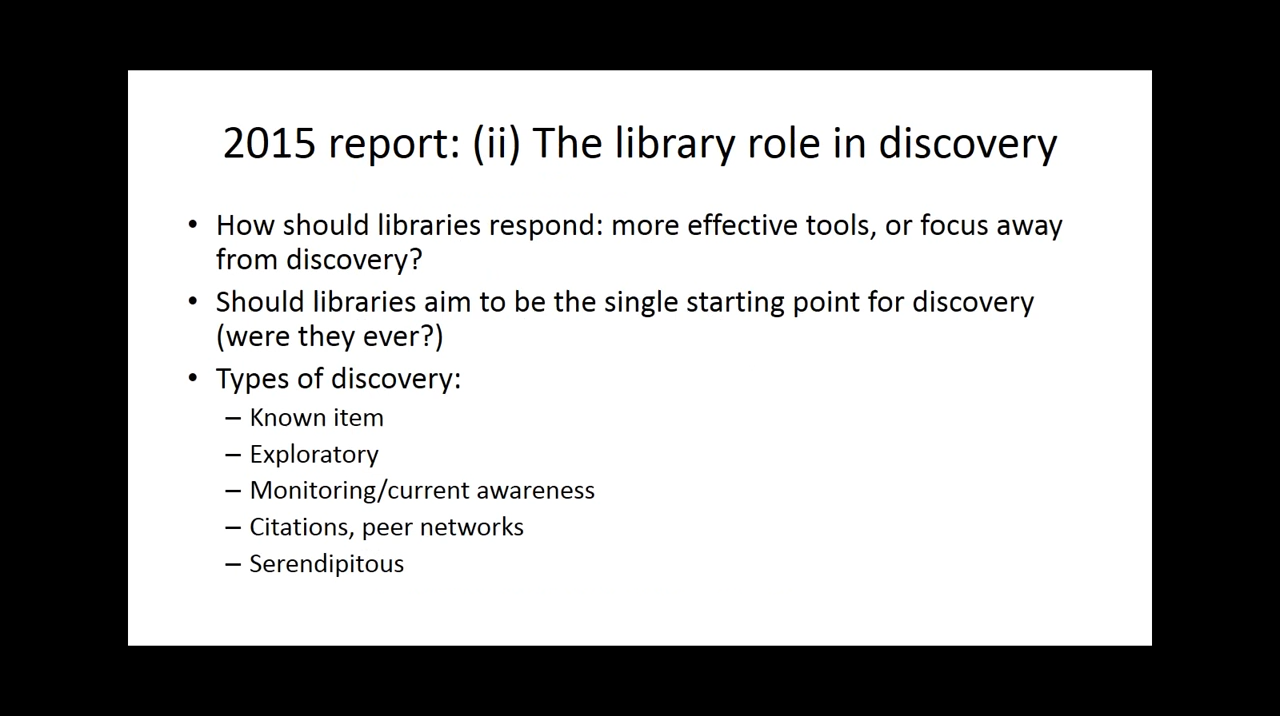 2015 report: (ii) The library role in discovery
• How should libraries respond: more effective tools, or focus away
from discovery?
• Should libraries aim to be the single starting point for discovery
(were they ever?)
• Types of discovery:
– Known item
– Exploratory
– Monitoring/current awareness
– Citations, peer networks
– Serendipitous